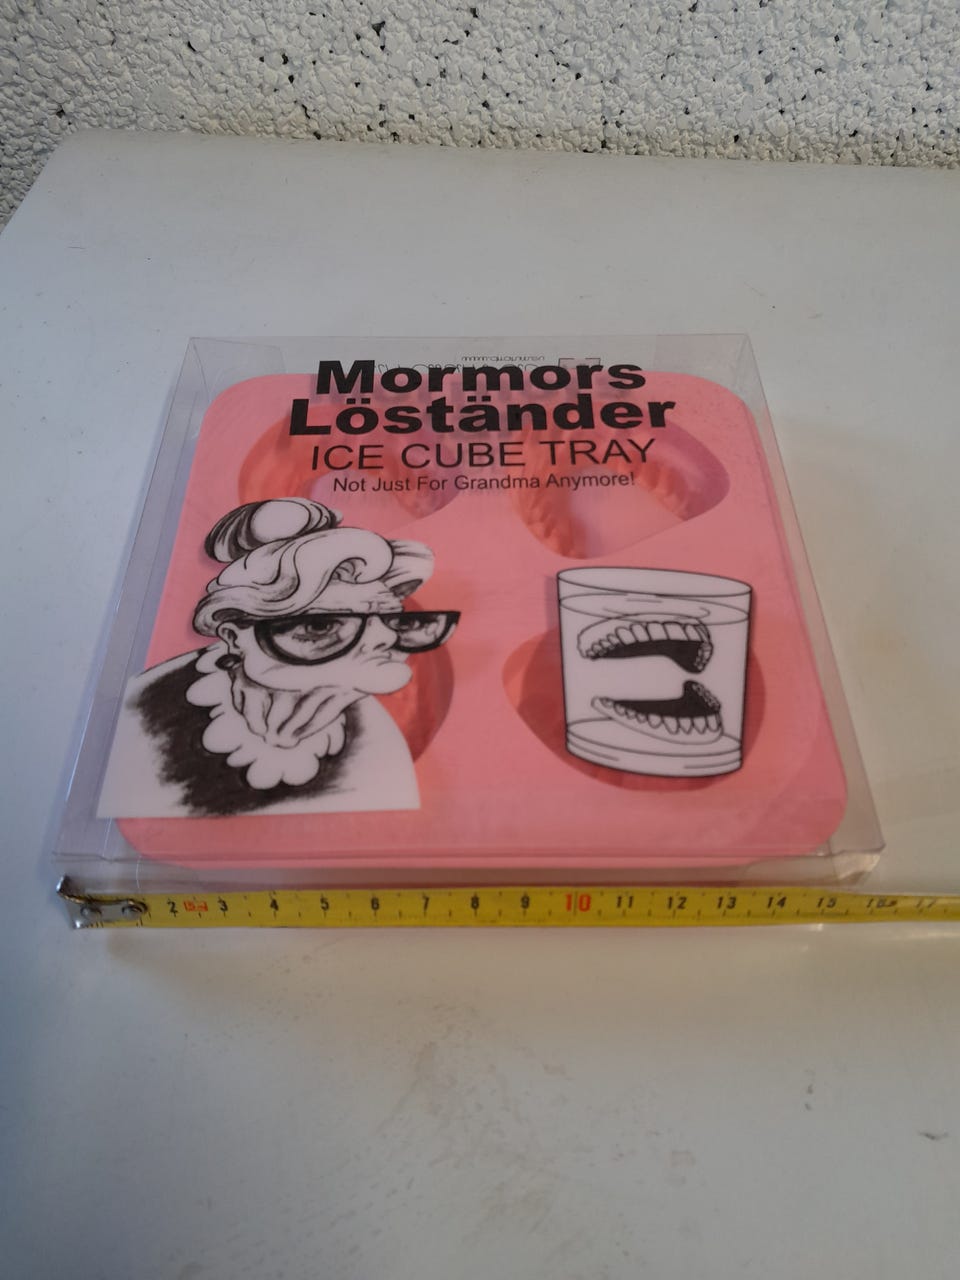 Mormors
Löständer
ICE CUBE TRAY
Not Just For Grandma Anymore!
2 3 4 5 6 7 8 9 10 11 12 13 14 15 16 17